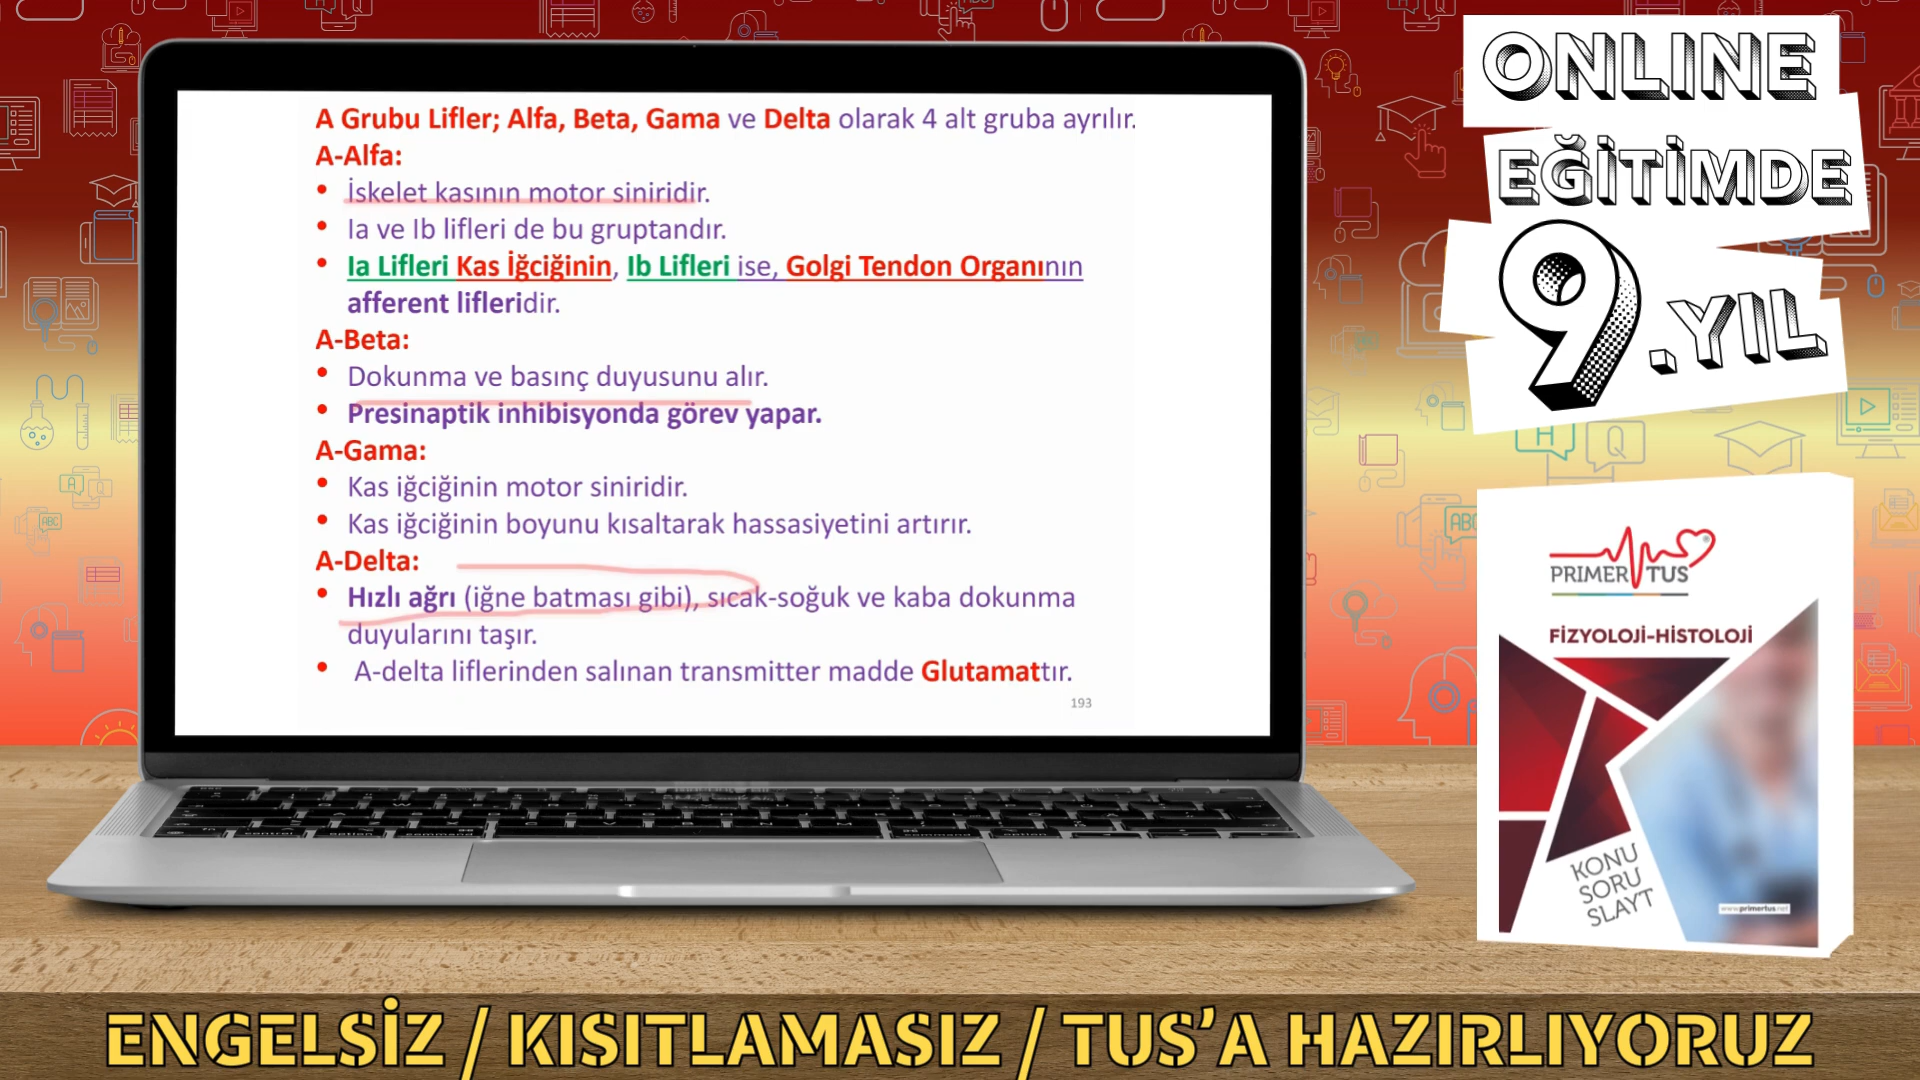 A Grubu Lifler; Alfa, Beta, Gama ve Delta olarak 4 alt gruba ayrılır.
A-Alfa:
• İskelet kasının motor siniridir.
• Ia ve Ib lifleri de bu gruptandır.
• Ia Lifleri Kas İğciğinin, Ib Lifleri ise, Golgi Tendon Organının
afferent lifleridir.
A-Beta:
• Dokunma ve basınç duyusunu alır.
• Presinaptik inhibisyonda görev yapar.
A-Gama:
• Kas iğciğinin motor siniridir.
• Kas iğciğinin boyunu kısaltarak hassasiyetini artırır.
A-Delta:
• Hızlı ağrı (iğne batması gibi), sıcak-soğuk ve kaba dokunma
duyularını taşır.
• A-delta liflerinden salınan transmitter madde Glutamattır.
193
ONLINE
EĞİTİMDE
9.YIL
PRIMER TUS
FİZYOLOJİ-HİSTOLOJİ
KONU
SORU
SLAYT
www.primertus.net
ENGELSİZ / KISITLAMASIZ / TUS'A HAZIRLIYORUZ